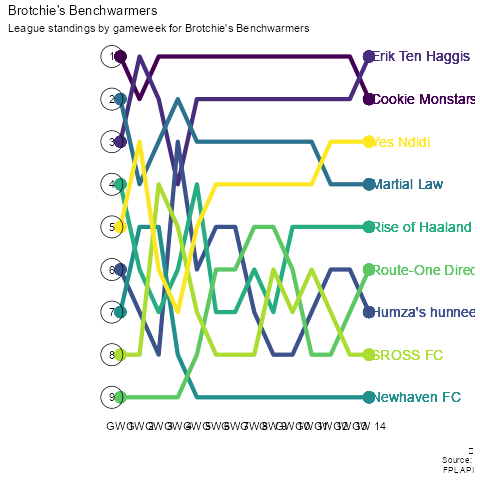 Brotchie's Benchwarmers
League standings by gameweek for Brotchie's Benchwarmers
1
Erik Ten Haggis
2
Cookie Monstars
3
Yes Ndidi
4
Martial Law
5
Rise of Haaland
6
Route-One Direc
7
Humza's hunnee
8
GROSS FC
9
Newhaven FC
GW 14
Source:
FPL API